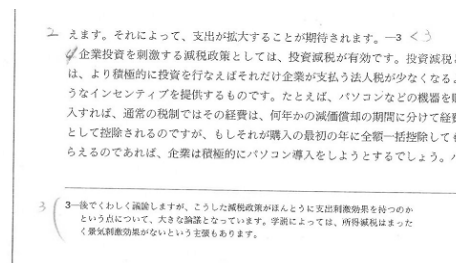 2 えます。それによって、支出が拡大することが期待されます。―3 <3
4 企業投資を刺激する減税政策としては、投資減税が有効です。投資減税と
は、より積極的に投資を行なえばそれだけ企業が支払う法人税が少なくなるよ
うなインセンティブを提供するものです。たとえば、パソコンなどの機器を購
入すれば、通常の税制ではその経費は、何年かの減価償却の期間に分けて経費
として控除されるのですが、もしそれが購入の最初の年に全額一括控除しても
らえるのであれば、企業は積極的にパソコン導入をしようとするでしょう。パ
3 3―後でくわしく議論しますが、こうした減税政策がほんとうに支出刺激効果を持つのか
という点について、大きな論議となっています。学説によっては、所得減税はまった
く景気刺激効果がないという主張もあります。